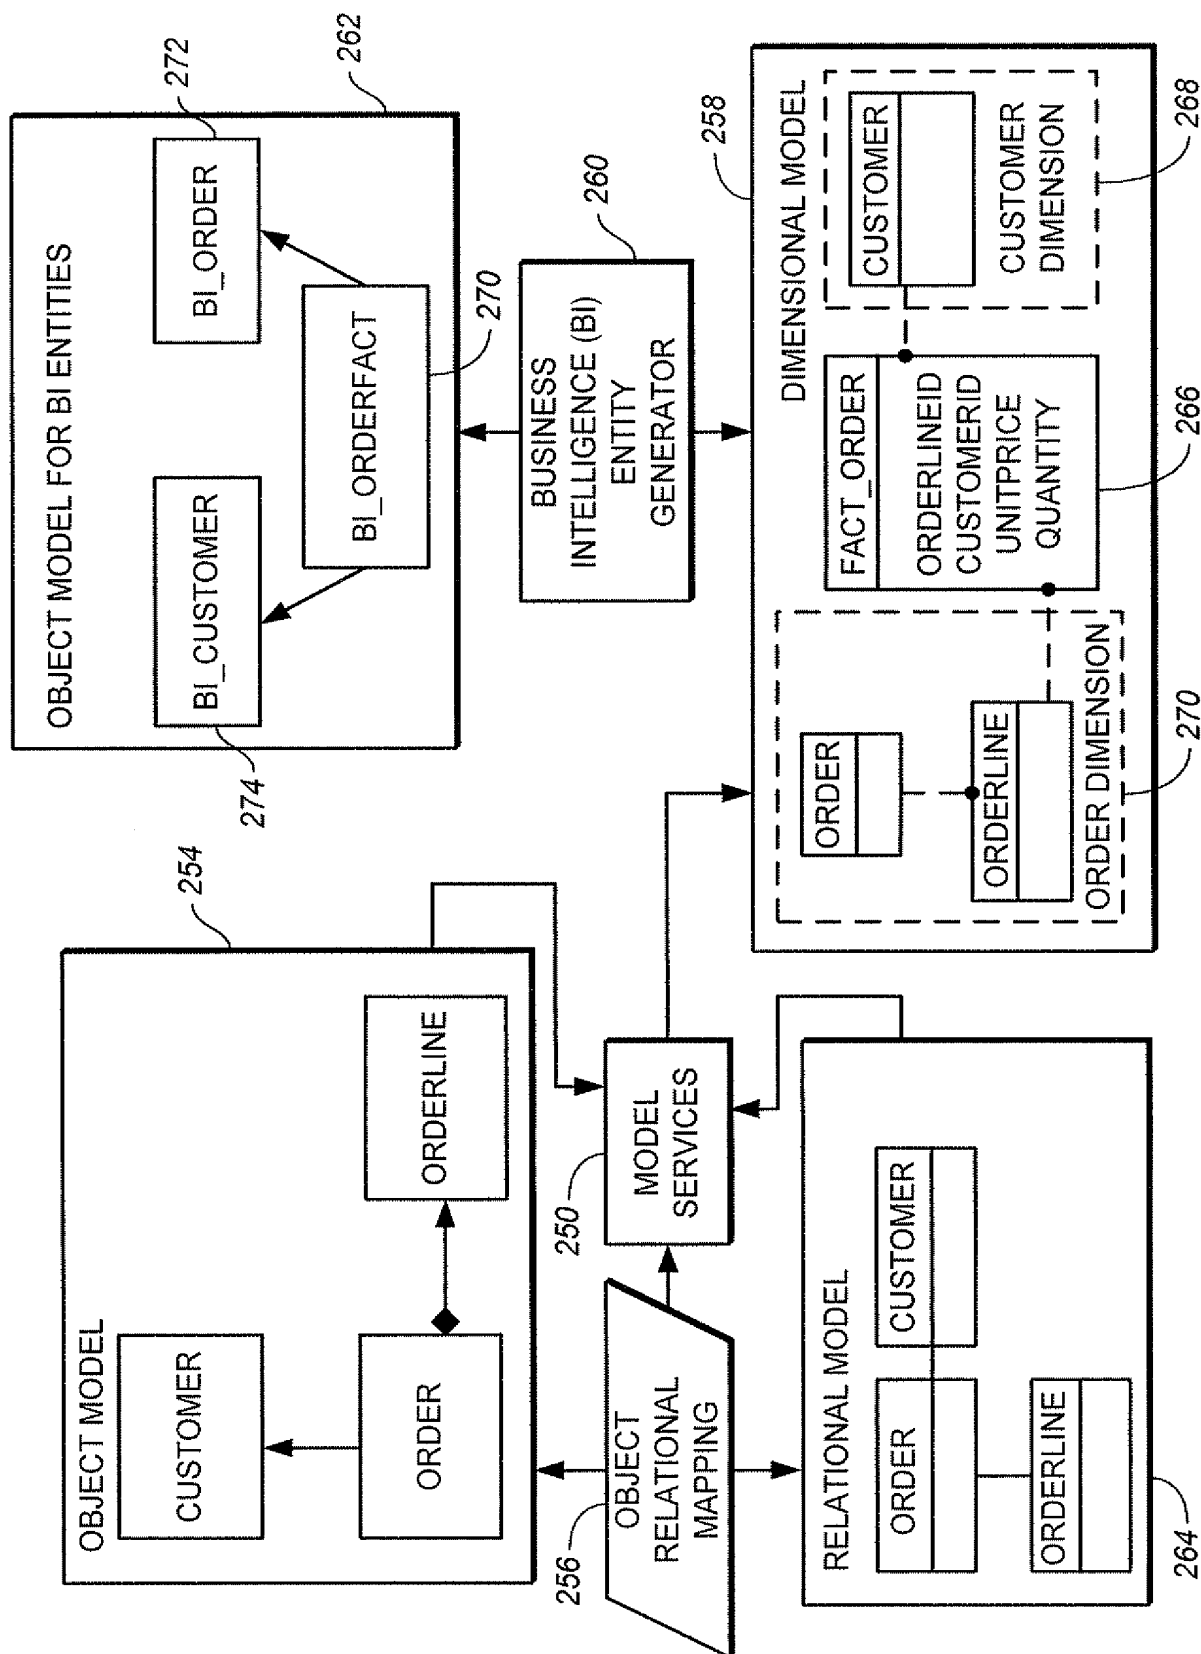 OBJECT MODEL
254
CUSTOMER
ORDER
ORDERLINE
256
OBJECT
RELATIONAL
MAPPING
250
MODEL
SERVICES
RELATIONAL MODEL
ORDER
CUSTOMER
ORDERLINE
264
OBJECT MODEL FOR BI ENTITIES
262
274
BI_CUSTOMER
BI_ORDER
272
BI_ORDERFACT
270
BUSINESS
INTELLIGENCE (BI)
ENTITY
GENERATOR
260
DIMENSIONAL MODEL
258
ORDER
ORDERLINE
ORDER DIMENSION
270
FACT_ORDER
ORDERLINEID
CUSTOMERID
UNITPRICE
QUANTITY
266
CUSTOMER
CUSTOMER
DIMENSION
268